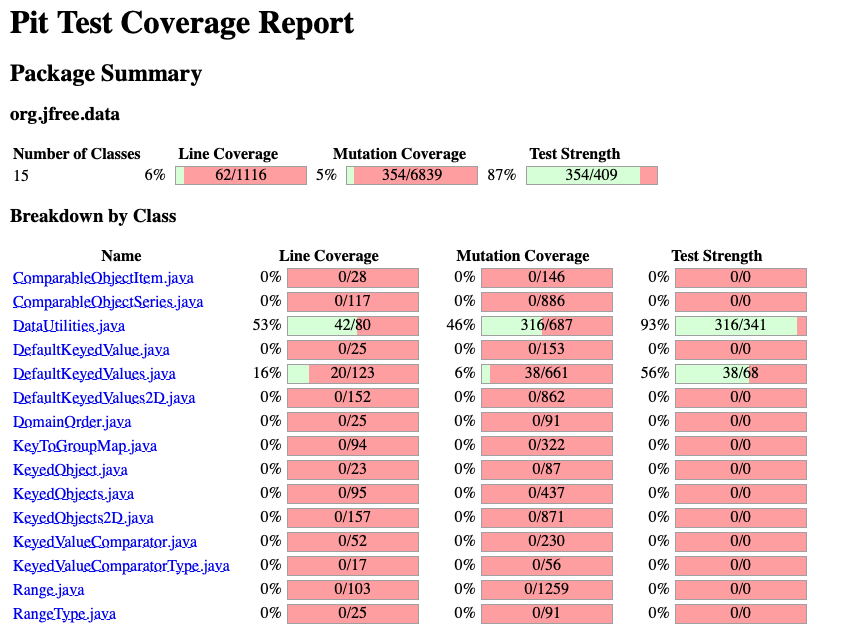 Pit Test Coverage Report
Package Summary
org.jfree.data
Number of Classes Line Coverage Mutation Coverage Test Strength
15 6% 62/1116 5% 354/6839 87% 354/409
Breakdown by Class
Name Line Coverage Mutation Coverage Test Strength
ComparableObjectItem.java 0% 0/28 0% 0/146 0% 0/0
ComparableObjectSeries.java 0% 0/117 0% 0/886 0% 0/0
DataUtilities.java 53% 42/80 46% 316/687 93% 316/341
DefaultKeyedValue.java 0% 0/25 0% 0/153 0% 0/0
DefaultKeyedValues.java 16% 20/123 6% 38/661 56% 38/68
DefaultKeyedValues2D.java 0% 0/152 0% 0/862 0% 0/0
DomainOrder.java 0% 0/25 0% 0/91 0% 0/0
KeyToGroupMap.java 0% 0/94 0% 0/322 0% 0/0
KeyedObject.java 0% 0/23 0% 0/87 0% 0/0
KeyedObjects.java 0% 0/95 0% 0/437 0% 0/0
KeyedObjects2D.java 0% 0/157 0% 0/871 0% 0/0
KeyedValueComparator.java 0% 0/52 0% 0/230 0% 0/0
KeyedValueComparatorType.java 0% 0/17 0% 0/56 0% 0/0
Range.java 0% 0/103 0% 0/1259 0% 0/0
RangeType.java 0% 0/25 0% 0/91 0% 0/0